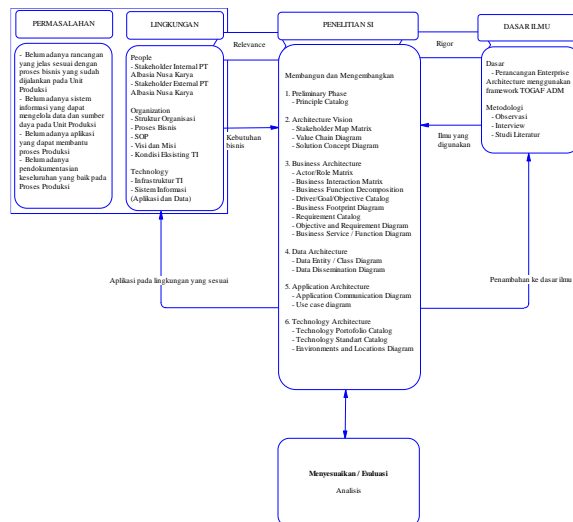 PERMASALAHAN
- Belum adanya rancangan
yang jelas sesuai dengan
proses bisnis yang sudah
dijalankan pada Unit
Produksi
- Belum adanya sistem
informasi yang dapat
mengelola data dan sumber
daya pada Unit Produksi
- Belum adanya aplikasi
yang dapat membantu
proses Produksi
- Belum adanya
pendokumentasian
keseluruhan yang baik pada
Proses Produksi
LINGKUNGAN
People
- Stakeholder Internal PT
Albasia Nusa Karya
- Stakeholder External PT
Albasia Nusa Karya
Organization
- Struktur Organisasi
- Proses Bisnis
- SOP
- Visi dan Misi
- Kondisi Eksisting TI
Technology
- Infrastruktur TI
- Sistem Informasi
(Aplikasi dan Data)
Relevance
Kebutuhan
bisnis
Aplikasi pada lingkungan yang sesuai
PENELITIAN SI
Membangun dan Mengembangkan
1. Preliminary Phase
- Principle Catalog
2. Architecture Vision
- Stakeholder Map Matrix
- Value Chain Diagram
- Solution Concept Diagram
3. Business Architecture
- Actor/Role Matrix
- Business Interaction Matrix
- Business Function Decomposition
- Driver/Goal/Objective Catalog
- Business Footprint Diagram
- Requirement Catalog
- Objective and Requirement Diagram
- Business Service / Function Diagram
4. Data Architecture
- Data Entity / Class Diagram
- Data Dissemination Diagram
5. Application Architecture
- Application Communication Diagram
- Use case diagram
6. Technology Architecture
- Technology Portofolio Catalog
- Technology Standart Catalog
- Environments and Locations Diagram
Rigor
Ilmu yang
digunakan
Penambahan ke dasar ilmu
DASAR ILMU
Dasar
- Perancangan Enterprise
Architecture menggunakan
framework TOGAF ADM
Metodologi
- Observasi
- Interview
- Studi Literatur
Menyesuaikan / Evaluasi
Analisis